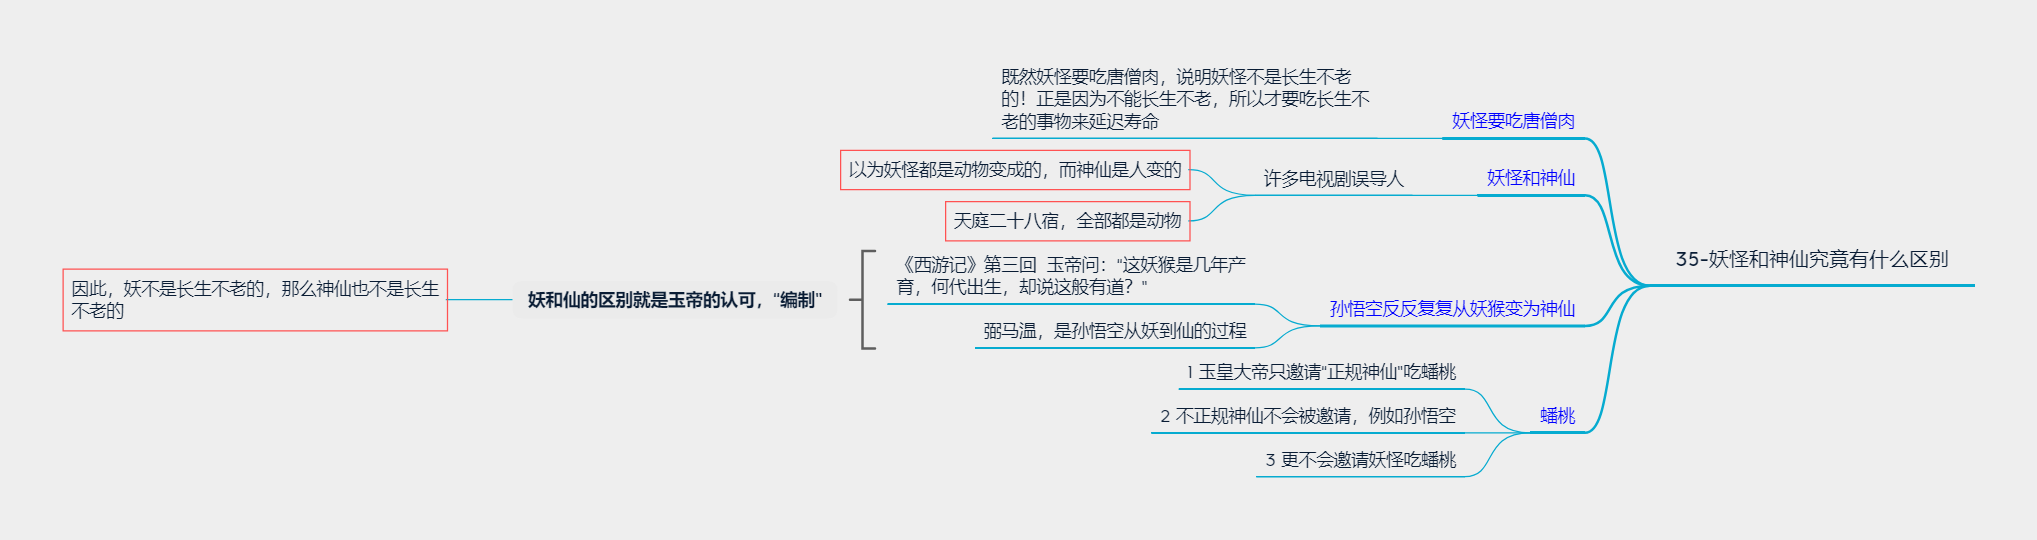 35-妖怪和神仙究竟有什么区别
妖怪要吃唐僧肉
既然妖怪要吃唐僧肉，说明妖怪不是长生不老
的！正是因为不能长生不老，所以才要吃长生不
老的事物来延迟寿命
妖怪和神仙
许多电视剧误导人
以为妖怪都是动物变成的，而神仙是人变的
天庭二十八宿，全部都是动物
孙悟空反反复复从妖猴变为神仙
《西游记》第三回  玉帝问："这妖猴是几年产
育，何代出生，却说这般有道？"
弼马温，是孙悟空从妖到仙的过程
妖和仙的区别就是玉帝的认可，"编制"
因此，妖不是长生不老的，那么神仙也不是长生
不老的
蟠桃
1 玉皇大帝只邀请"正规神仙"吃蟠桃
2 不正规神仙不会被邀请，例如孙悟空
3 更不会邀请妖怪吃蟠桃